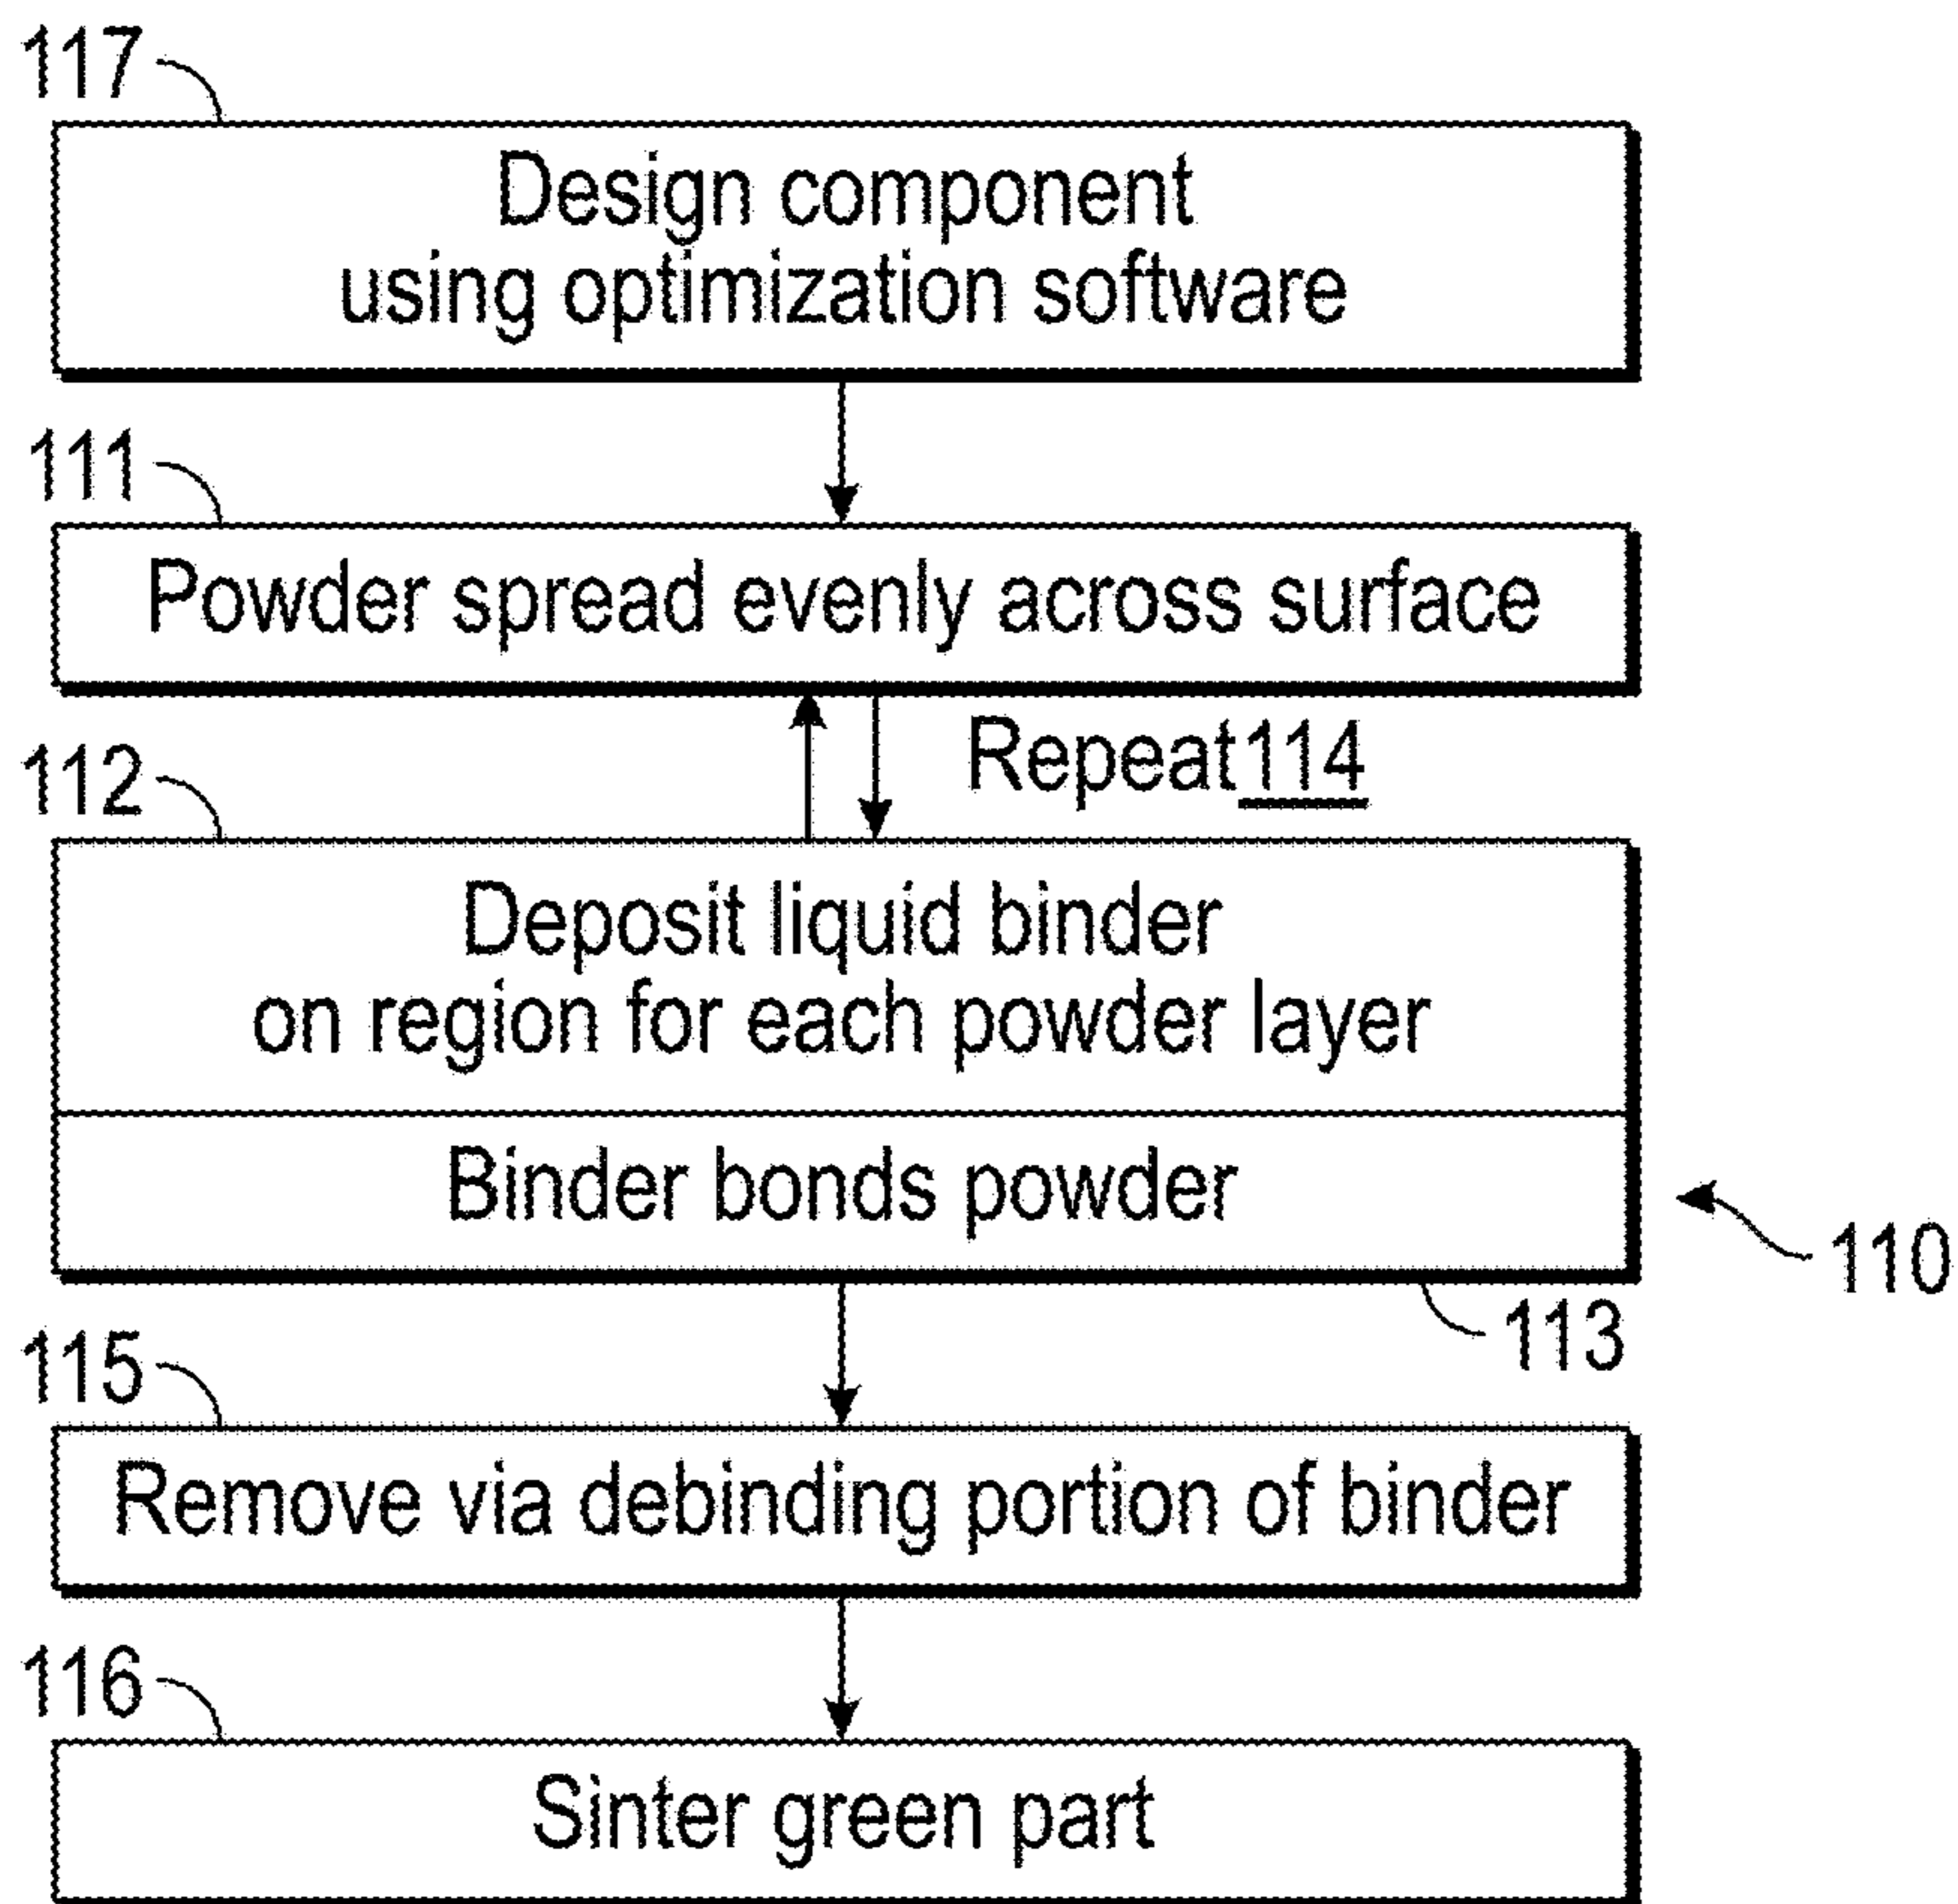 117
Design component
using optimization software
111
Powder spread evenly across surface
Repeat 114
112
Deposit liquid binder
on region for each powder layer
Binder bonds powder
110
113
115
Remove via debinding portion of binder
116
Sinter green part